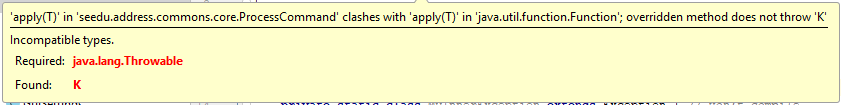 'apply(T)' in 'seedu.address.commons.core.ProcessCommand' clashes with 'apply(T)' in 'java.util.function.Function'; overridden method does not throw 'K'
Incompatible types.
Required: java.lang.Throwable
Found: K